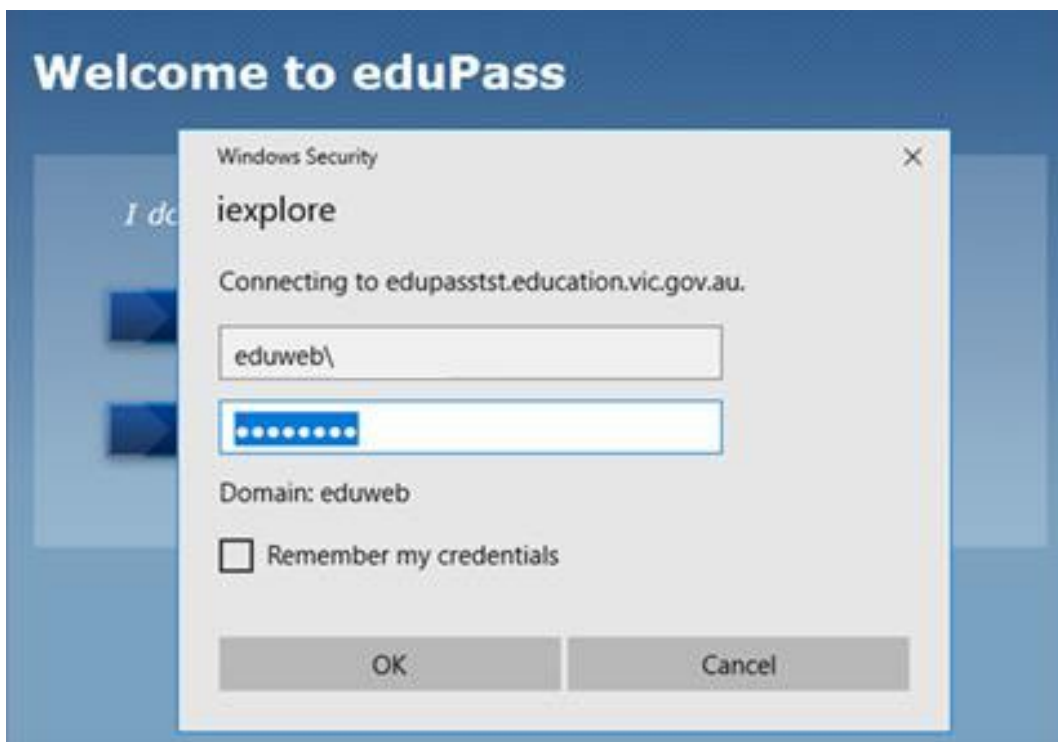 Welcome to eduPass
Windows Security
I do
iexplore
Connecting to edupasstst.education.vic.gov.au.
eduweb\
••••••••
Domain: eduweb
Remember my credentials
OK
Cancel